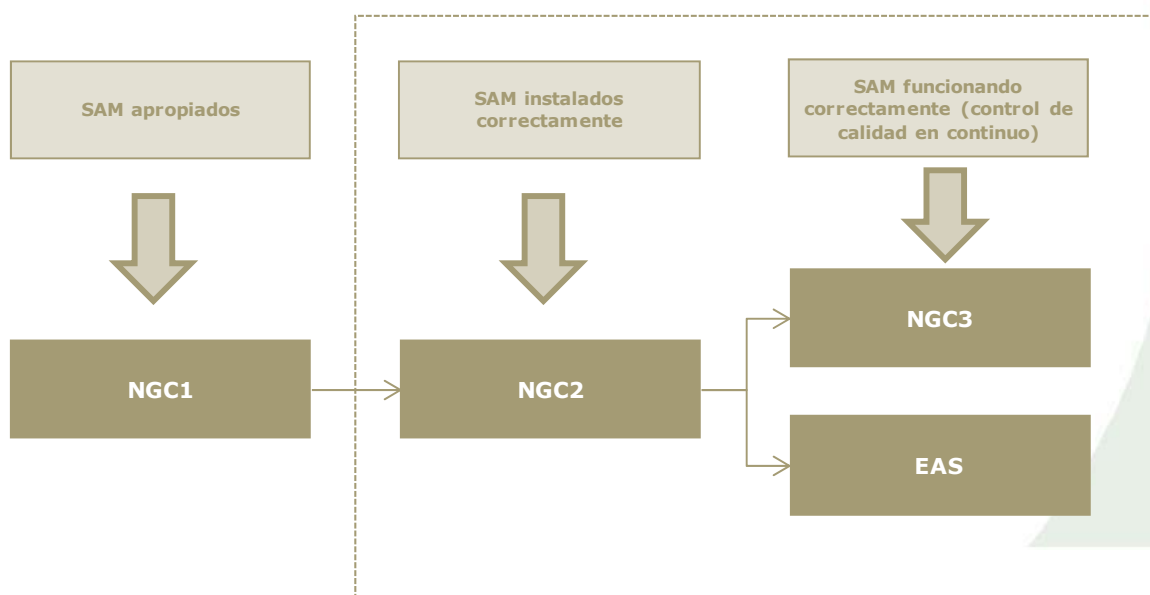 SAM apropiados
SAM instalados
correctamente
SAM funcionando
correctamente (control de
calidad en continuo)
NGC1
NGC2
NGC3
EAS